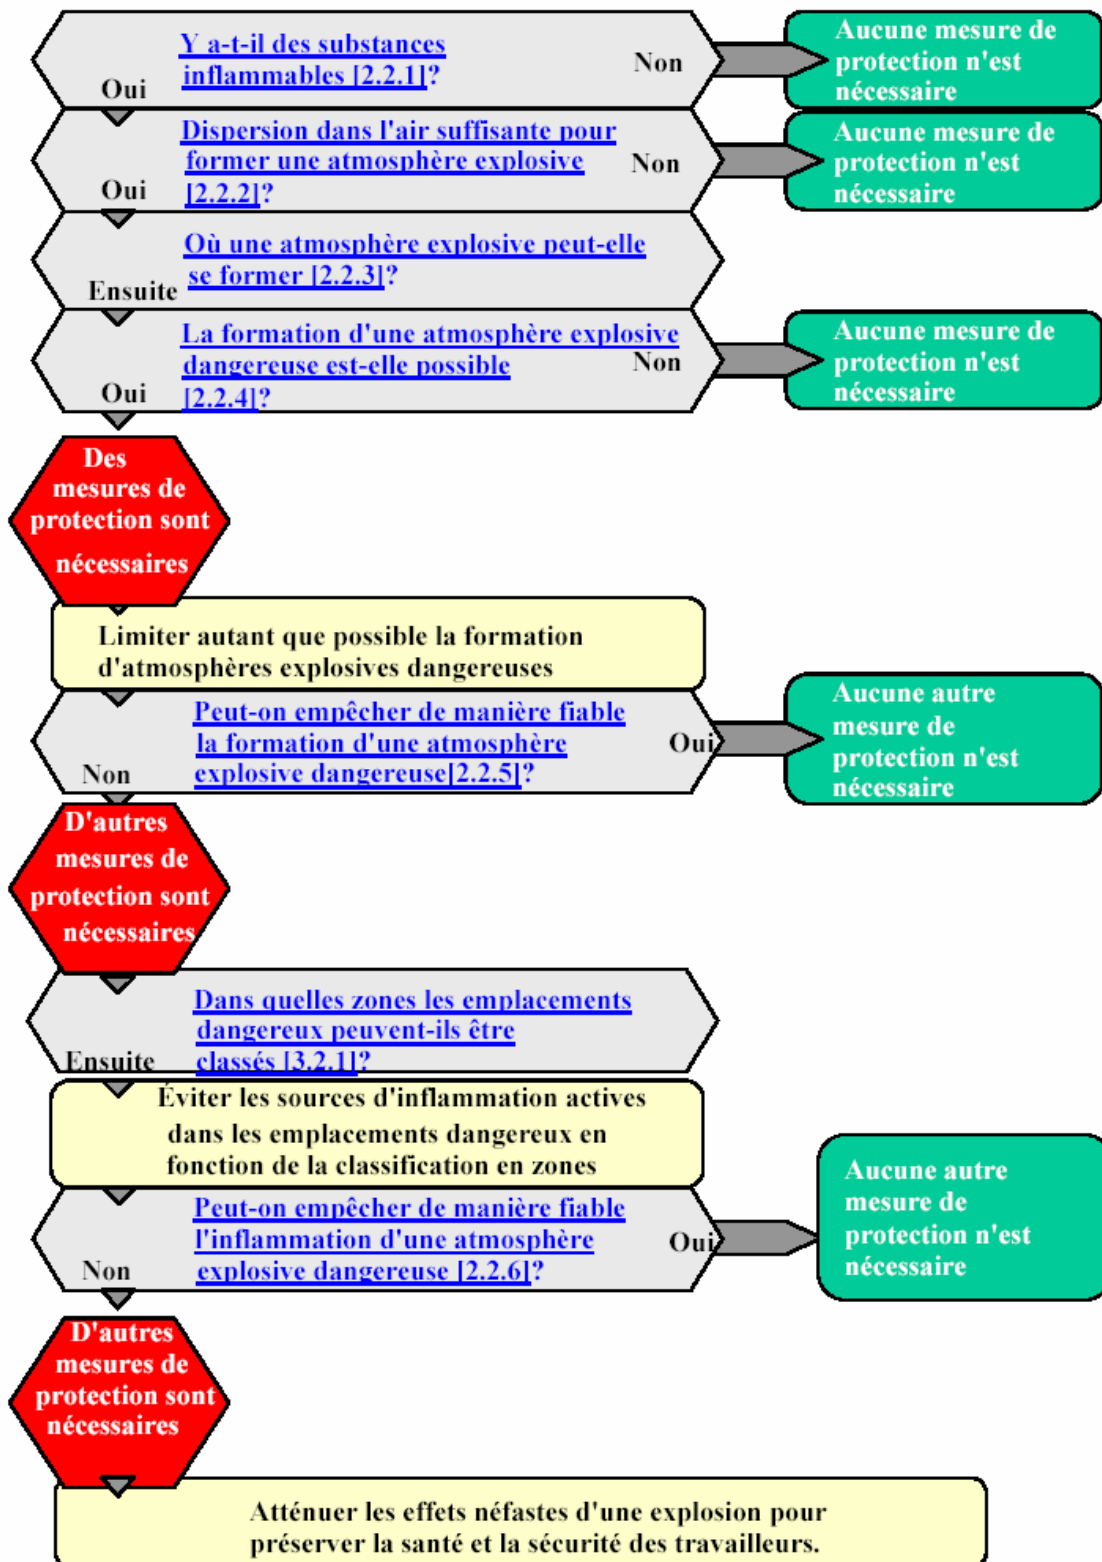 Y a-t-il des substances
inflammables [2.2.1]?
Oui
Non
Aucune mesure de
protection n'est
nécessaire
Dispersion dans l'air suffisante pour
former une atmosphère explosive
[2.2.2]?
Oui
Non
Aucune mesure de
protection n'est
nécessaire
Où une atmosphère explosive peut-elle
se former [2.2.3]?
Ensuite
La formation d'une atmosphère explosive
dangereuse est-elle possible
[2.2.4]?
Oui
Non
Aucune mesure de
protection n'est
nécessaire
Des
mesures de
protection sont
nécessaires
Limiter autant que possible la formation
d'atmosphères explosives dangereuses
Peut-on empêcher de manière fiable
la formation d'une atmosphère
explosive dangereuse[2.2.5]?
Non
Oui
Aucune autre
mesure de
protection n'est
nécessaire
D'autres
mesures de
protection sont
nécessaires
Dans quelles zones les emplacements
dangereux peuvent-ils être
classés [3.2.1]?
Ensuite
Éviter les sources d'inflammation actives
dans les emplacements dangereux en
fonction de la classification en zones
Peut-on empêcher de manière fiable
l'inflammation d'une atmosphère
explosive dangereuse [2.2.6]?
Non
Oui
Aucune autre
mesure de
protection n'est
nécessaire
D'autres
mesures de
protection sont
nécessaires
Atténuer les effets néfastes d'une explosion pour
préserver la santé et la sécurité des travailleurs.